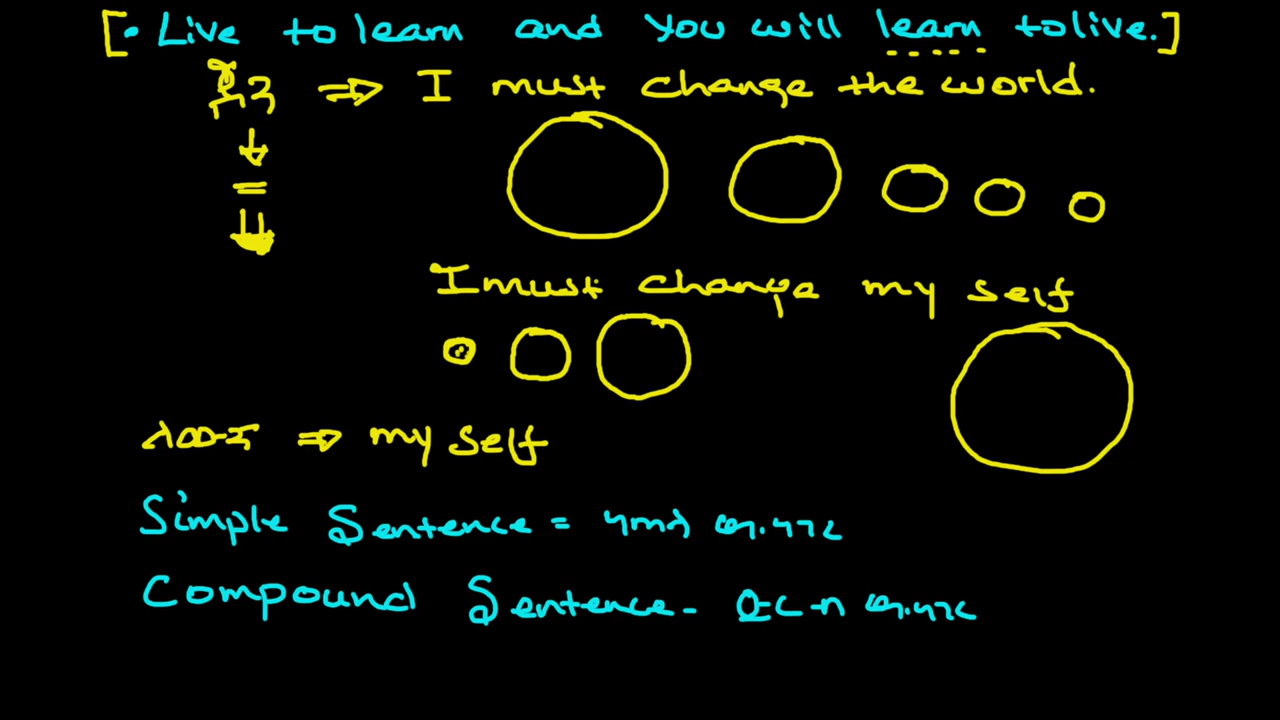 [• Live to learn and you will learn to live.]
⇒ I must change the world.
I must change my self
⇒ my self
Simple Sentence =
Compound Sentence -